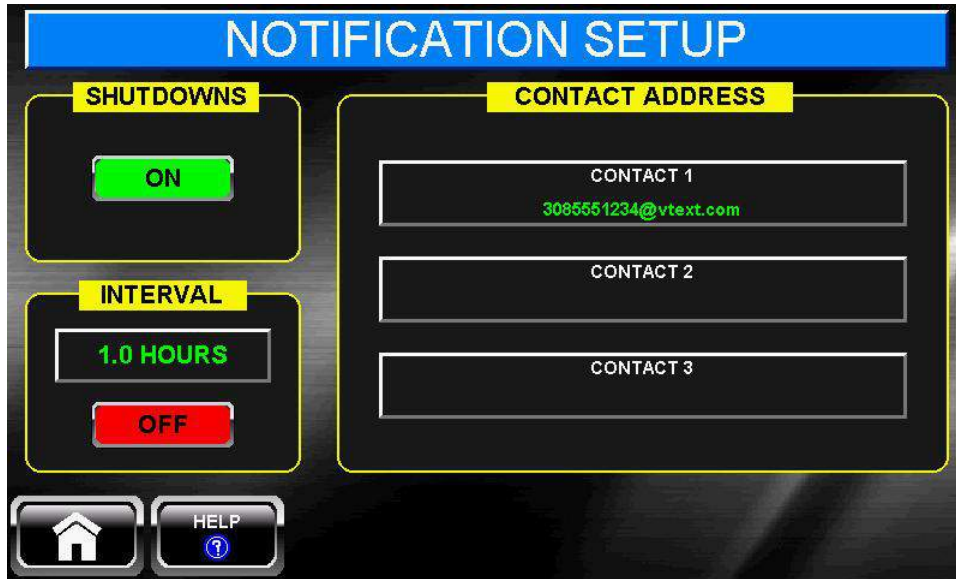 NOTIFICATION SETUP
SHUTDOWNS
ON
INTERVAL
1.0 HOURS
OFF
CONTACT ADDRESS
CONTACT 1
3085551234@vtext.com
CONTACT 2
CONTACT 3
HELP
?